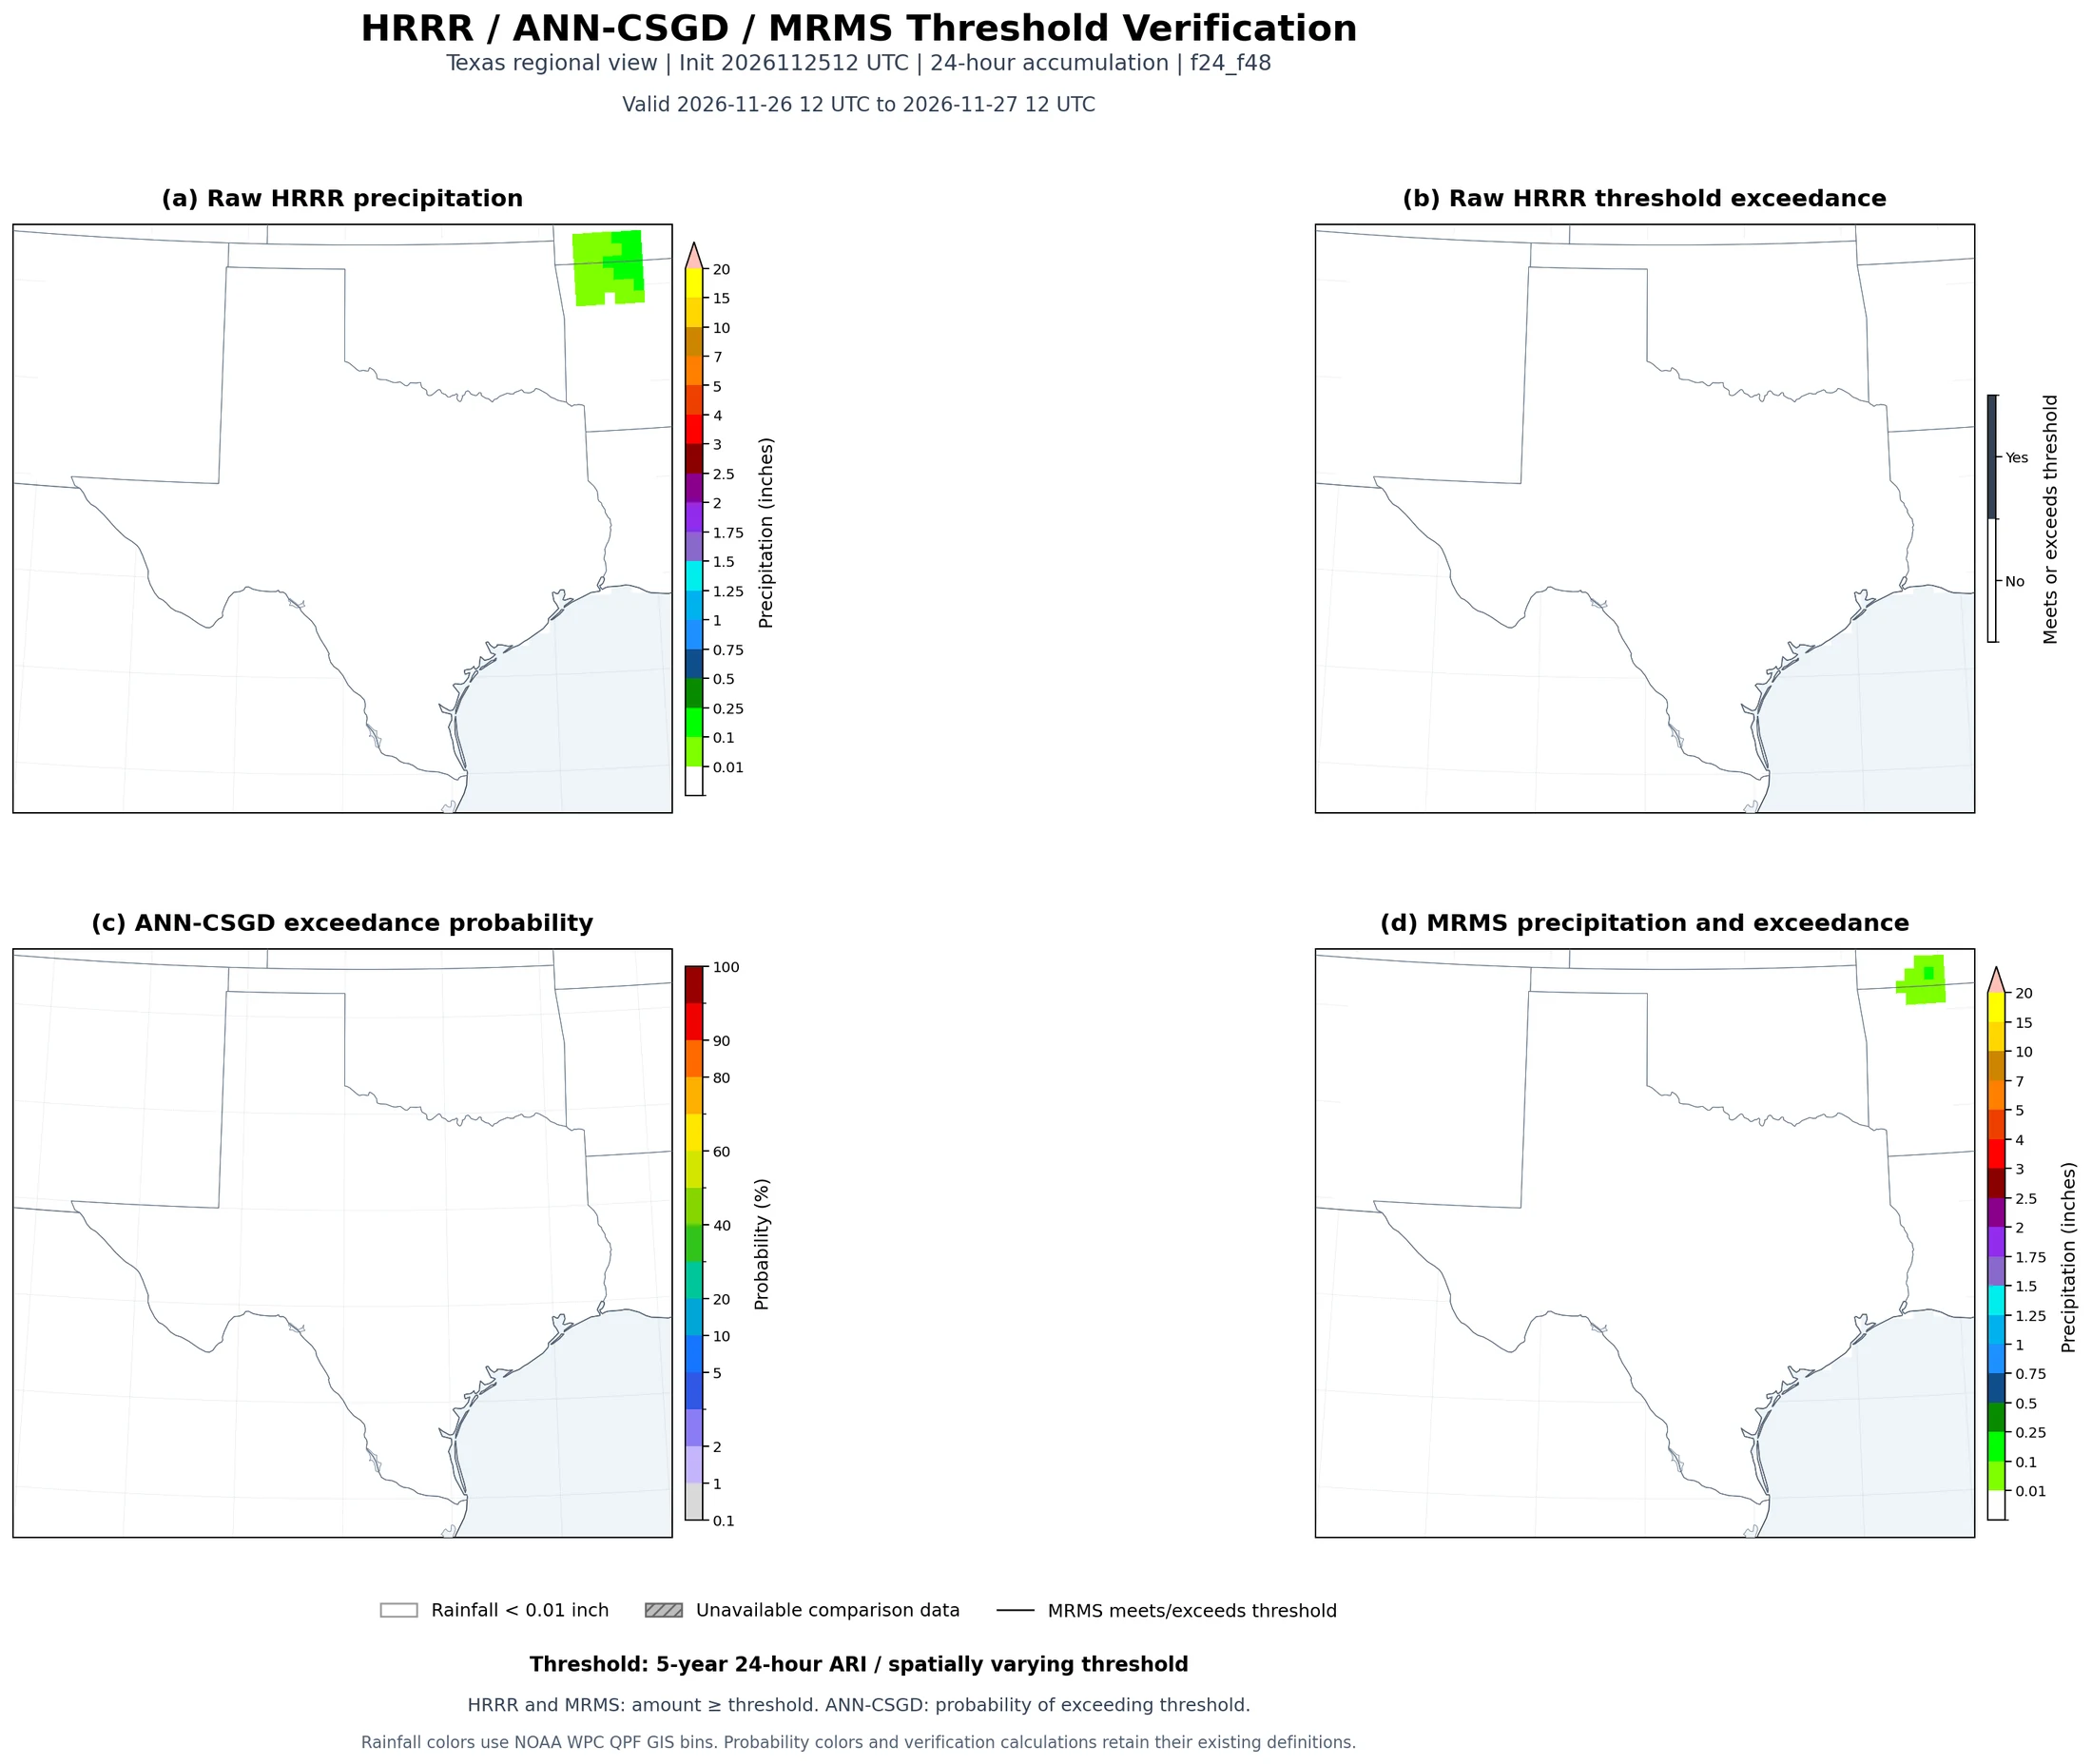 HRRR / ANN-CSGD / MRMS Threshold Verification
Texas regional view | Init 2026112512 UTC | 24-hour accumulation | f24_f48
Valid 2026-11-26 12 UTC to 2026-11-27 12 UTC
(a) Raw HRRR precipitation
20
15
10
7
5
4
3
2.5
2
1.75
1.5
1.25
1
0.75
0.5
0.25
0.1
0.01
Precipitation (inches)
(b) Raw HRRR threshold exceedance
Yes
No
Meets or exceeds threshold
(c) ANN-CSGD exceedance probability
100
90
80
60
40
20
10
5
2
1
0.1
Probability (%)
(d) MRMS precipitation and exceedance
20
15
10
7
5
4
3
2.5
2
1.75
1.5
1.25
1
0.75
0.5
0.25
0.1
0.01
Precipitation (inches)
Rainfall < 0.01 inch
Unavailable comparison data
MRMS meets/exceeds threshold
Threshold: 5-year 24-hour ARI / spatially varying threshold
HRRR and MRMS: amount ≥ threshold. ANN-CSGD: probability of exceeding threshold.
Rainfall colors use NOAA WPC QPF GIS bins. Probability colors and verification calculations retain their existing definitions.